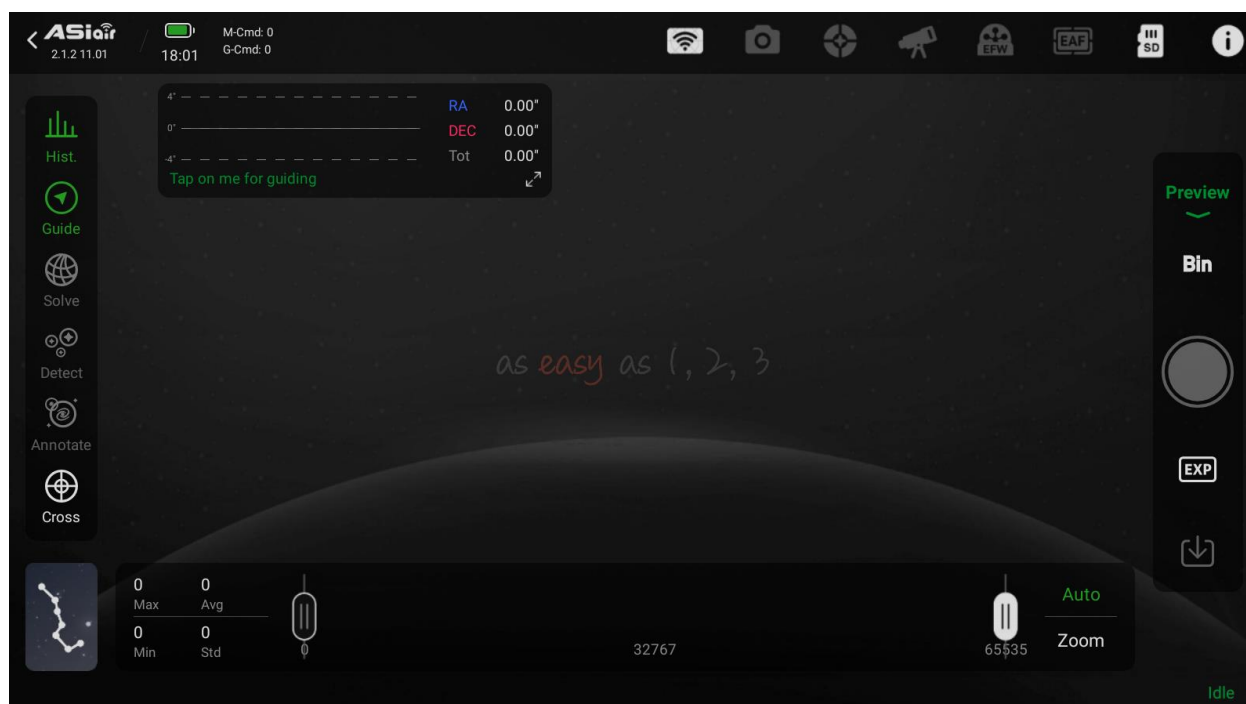 ASiair
2.1.2 11.01
18:01
M-Cmd: 0
G-Cmd: 0
EFW
EAF
SD
i
Hist.
Guide
Solve
Detect
Annotate
Cross
4"
0"
-4"
RA 0.00"
DEC 0.00"
Tot 0.00"
Tap on me for guiding
as easy as 1, 2, 3
Preview
Bin
EXP
0 0
Max Avg
0 0
Min Std
0
32767
65535
Auto
Zoom
Idle